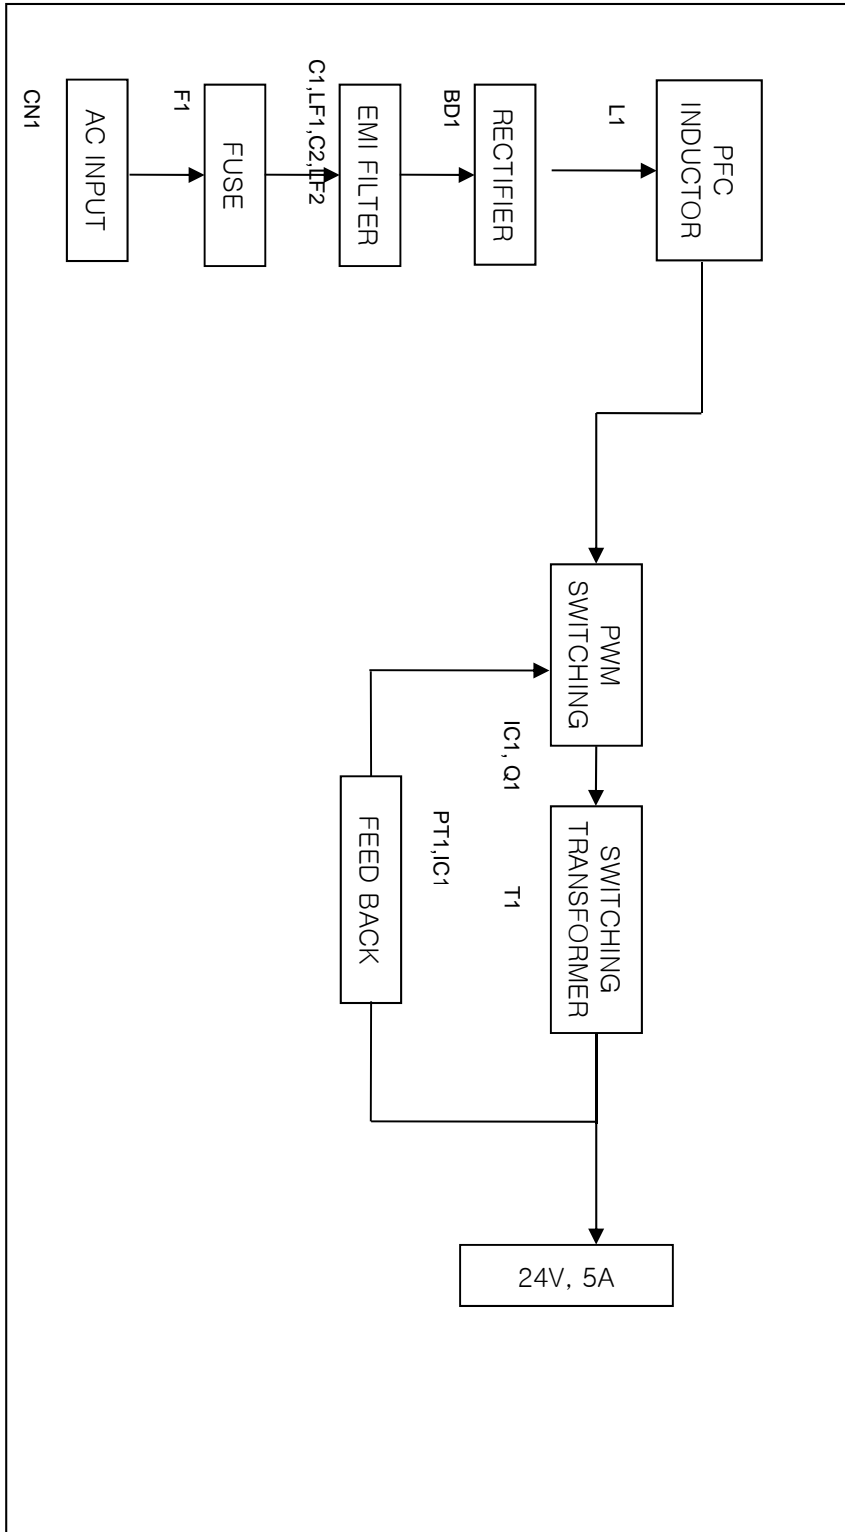 CN1
AC INPUT
F1
FUSE
C1,LF1,C2,LF2
EMI FILTER
BD1
RECTIFIER
L1
PFC
INDUCTOR
PWM
SWITCHING
IC1, Q1
SWITCHING
TRANSFORMER
T1
PT1,IC1
FEED BACK
24V, 5A